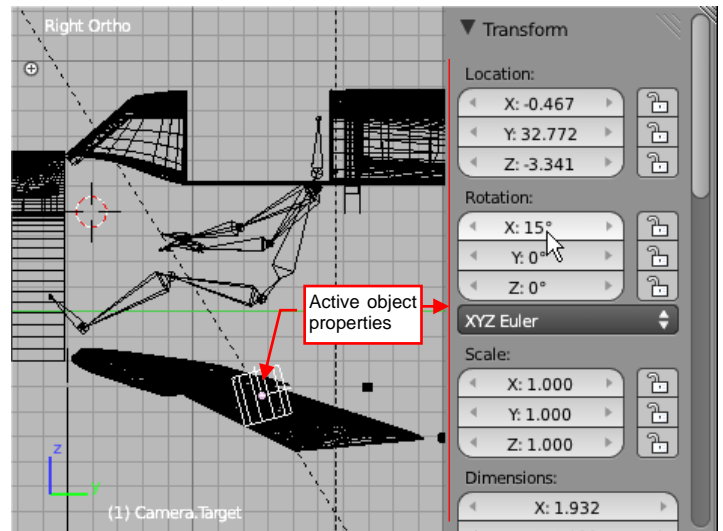 Right Ortho
Active object
properties
z
y
(1) Camera.Target
Transform
Location:
X: -0.467
Y: 32.772
Z: -3.341
Rotation:
X: 15°
Y: 0°
Z: 0°
XYZ Euler
Scale:
X: 1.000
Y: 1.000
Z: 1.000
Dimensions:
X: 1.932